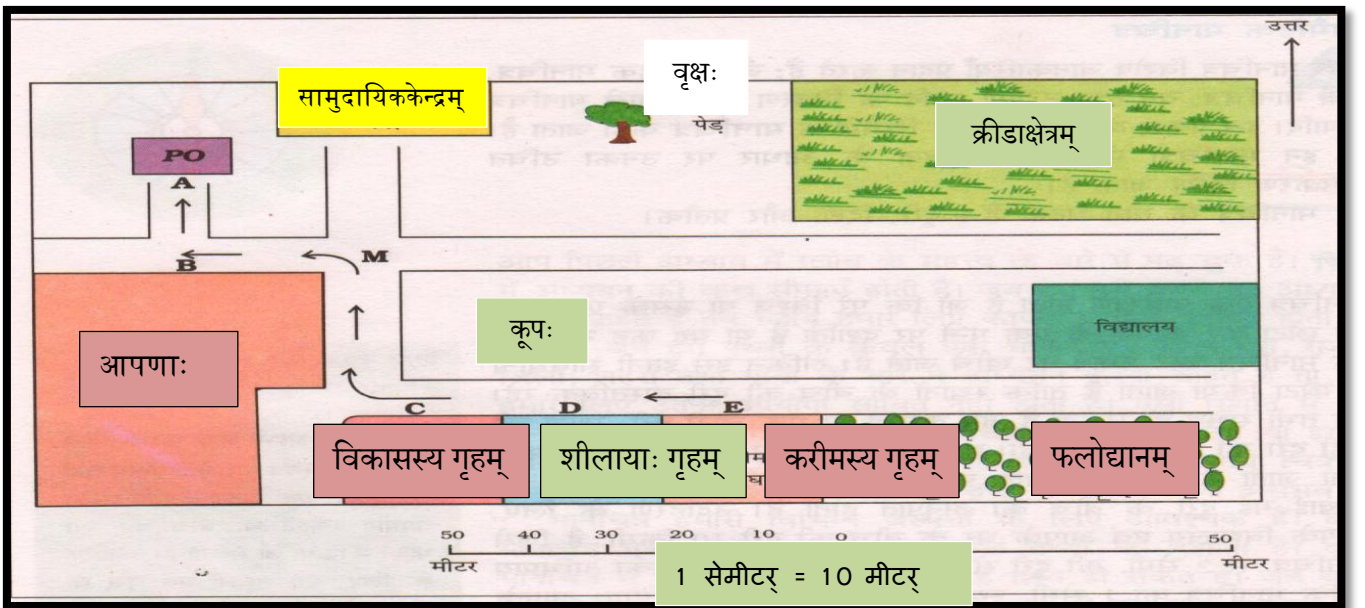 उत्तर
वृक्षः
सामुदायिककेन्द्रम्
पेड़
क्रीडाक्षेत्रम्
PO
A
B
M
कूपः
विद्यालय
आपणाः
C
D
E
विकासस्य गृहम्
शीलायाः गृहम्
करीमस्य गृहम्
फलोद्यानम्
50 40 30 20 10 0 50
मीटर मीटर
1 सेमीटर् = 10 मीटर्